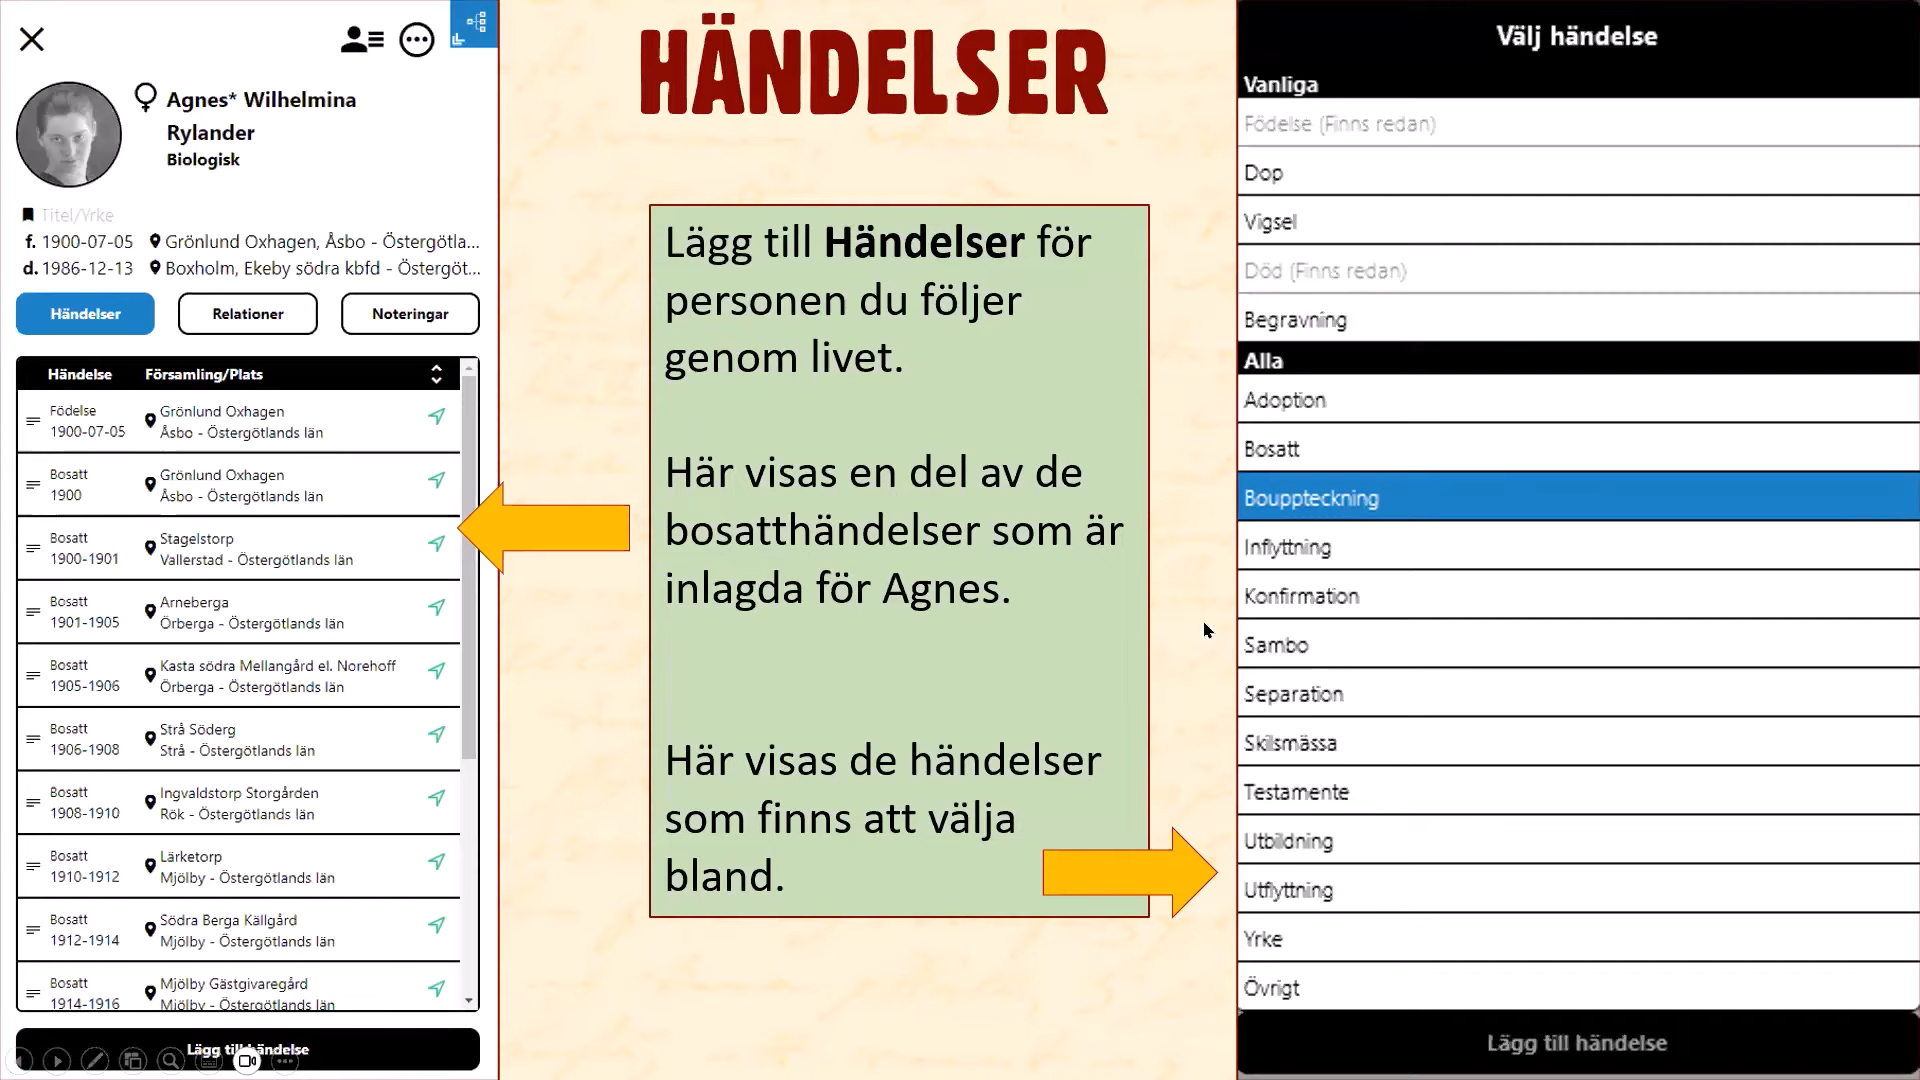 Agnes* Wilhelmina
Rylander
Biologisk
Titel/Yrke
f. 1900-07-05 Grönlund Oxhagen, Åsbo - Östergötla...
d. 1986-12-13 Boxholm, Ekeby södra kbfd - Östergöt...
Händelser Relationer Noteringar
Händelse Församling/Plats
Födelse Grönlund Oxhagen
1900-07-05 Åsbo - Östergötlands län
Bosatt Grönlund Oxhagen
1900 Åsbo - Östergötlands län
Bosatt Stagelstorp
1900-1901 Vallerstad - Östergötlands län
Bosatt Arneberga
1901-1905 Örberga - Östergötlands län
Bosatt Kasta södra Mellangård el. Norehoff
1905-1906 Örberga - Östergötlands län
Bosatt Strå Söderg
1906-1908 Strå - Östergötlands län
Bosatt Ingvaldstorp Storgården
1908-1910 Rök - Östergötlands län
Bosatt Lärketorp
1910-1912 Mjölby - Östergötlands län
Bosatt Södra Berga Källgård
1912-1914 Mjölby - Östergötlands län
Bosatt Mjölby Gästgivaregård
1914-1916 Mjölby - Östergötlands län
Lägg till händelse
HÄNDELSER
Lägg till Händelser för
personen du följer
genom livet.
Här visas en del av de
bosatthändelser som är
inlagda för Agnes.
Här visas de händelser
som finns att välja
bland.
Välj händelse
Vanliga
Födelse (Finns redan)
Dop
Vigsel
Död (Finns redan)
Begravning
Alla
Adoption
Bosatt
Bouppteckning
Inflyttning
Konfirmation
Sambo
Separation
Skilsmässa
Testamente
Utbildning
Utflyttning
Yrke
Övrigt
Lägg till händelse